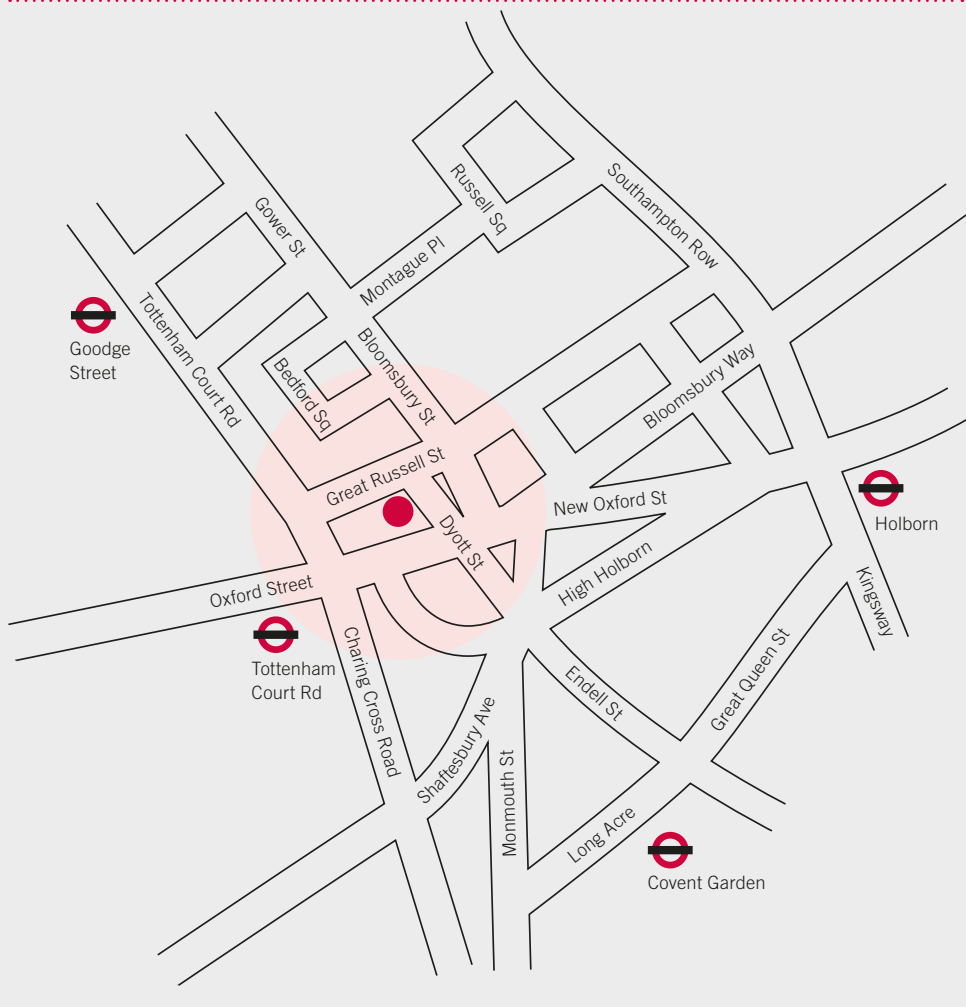 Southampton Row
Russell Sq
Gower St
Montague Pl
Goodge
Street
Tottenham Court Rd
Bloomsbury St
Bedford Sq
Bloomsbury Way
Great Russell St
New Oxford St
Holborn
Dyott St
High Holborn
Oxford Street
Kingsway
Tottenham
Court Rd
Charing Cross Road
Endell St
Great Queen St
Shaftesbury Ave
Monmouth St
Long Acre
Covent Garden